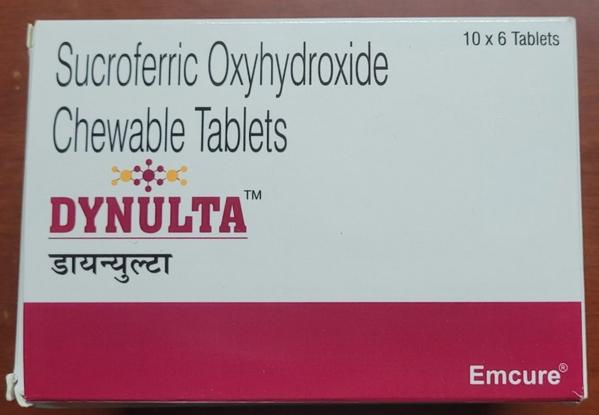 10 x 6 Tablets
Sucroferric Oxyhydroxide
Chewable Tablets
DYNULTA™
डायन्युल्टा
Emcure®